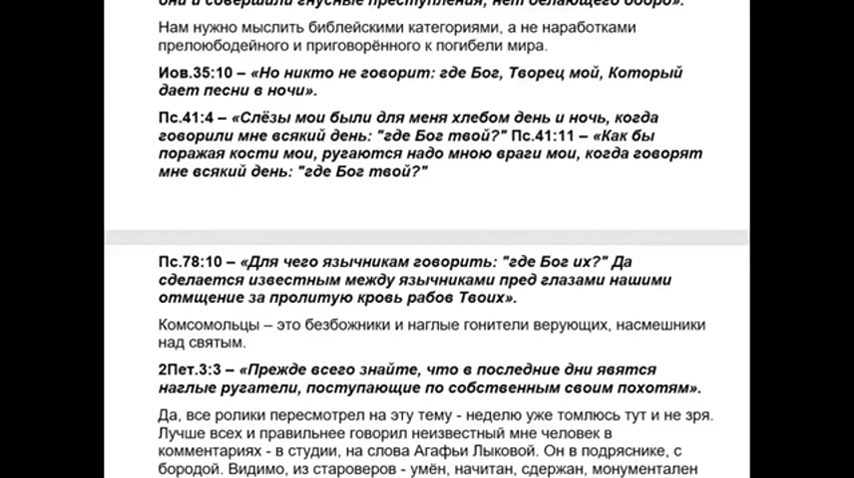 дни и совершили гнусные преступления, нет делающего добро».
Нам нужно мыслить библейскими категориями, а не наработками
прелюбодейного и приговорённого к погибели мира.
Иов.35:10 – «Но никто не говорит: где Бог, Творец мой, Который
дает песни в ночи».
Пс.41:4 – «Слёзы мои были для меня хлебом день и ночь, когда
говорили мне всякий день: "где Бог твой?" Пс.41:11 – «Как бы
поражая кости мои, ругаются надо мною враги мои, когда говорят
мне всякий день: "где Бог твой?"
Пс.78:10 – «Для чего язычникам говорить: "где Бог их?" Да
сделается известным между язычниками пред глазами нашими
отмщение за пролитую кровь рабов Твоих».
Комсомольцы – это безбожники и наглые гонители верующих, насмешники
над святым.
2Пет.3:3 – «Прежде всего знайте, что в последние дни явятся
наглые ругатели, поступающие по собственным своим похотям».
Да, все ролики пересмотрел на эту тему - неделю уже томлюсь тут и не зря.
Лучше всех и правильнее говорил неизвестный мне человек в
комментариях - в студии, на слова Агафьи Лыковой. Он в подряснике, с
бородой. Видимо, из староверов - умён, начитан, сдержан, монументален